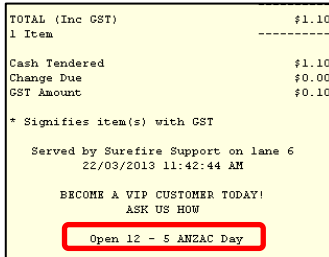 TOTAL (Inc GST) $1.10
1 Item
Cash Tendered $1.10
Change Due $0.00
GST Amount $0.10
* Signifies item(s) with GST
Served by Surefire Support on lane 6
22/03/2013 11:42:44 AM
BECOME A VIP CUSTOMER TODAY!
ASK US HOW
Open 12 - 5 ANZAC Day